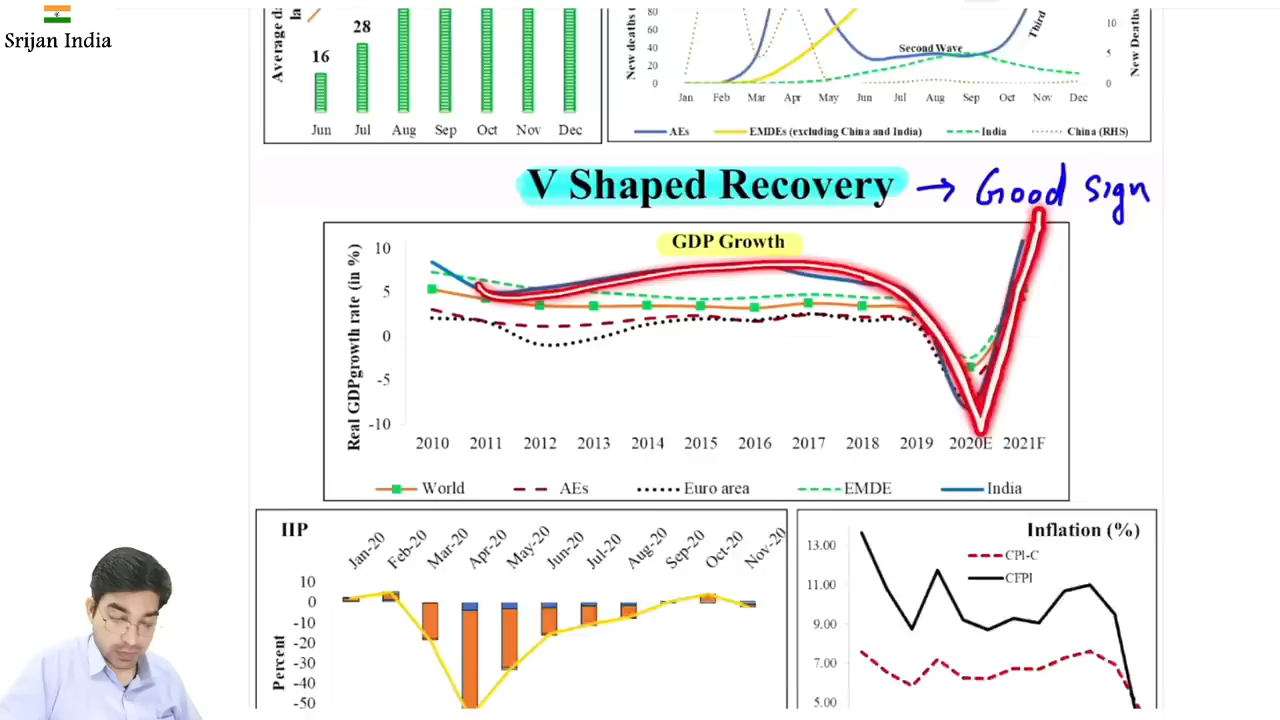 Srijan India
Average da
la
16
28
Jun Jul Aug Sep Oct Nov Dec
New deaths (
80
60
40
20
0
Second Wave
Third
10
5
0
New Deaths
Jan Feb Mar Apr May Jun Jul Aug Sep Oct Nov Dec
AEs EMDEs (excluding China and India) India China (RHS)
V Shaped Recovery → Good Sign
GDP Growth
Real GDPgrowth rate (in %)
10
5
0
-5
-10
2010 2011 2012 2013 2014 2015 2016 2017 2018 2019 2020E 2021F
World AEs Euro area EMDE India
IIP
Jan-20 Feb-20 Mar-20 Apr-20 May-20 Jun-20 Jul-20 Aug-20 Sep-20 Oct-20 Nov-20
Percent
10
0
-10
-20
-30
-40
-50
Inflation (%)
CPI-C
CFPI
13.00
11.00
9.00
7.00
5.00